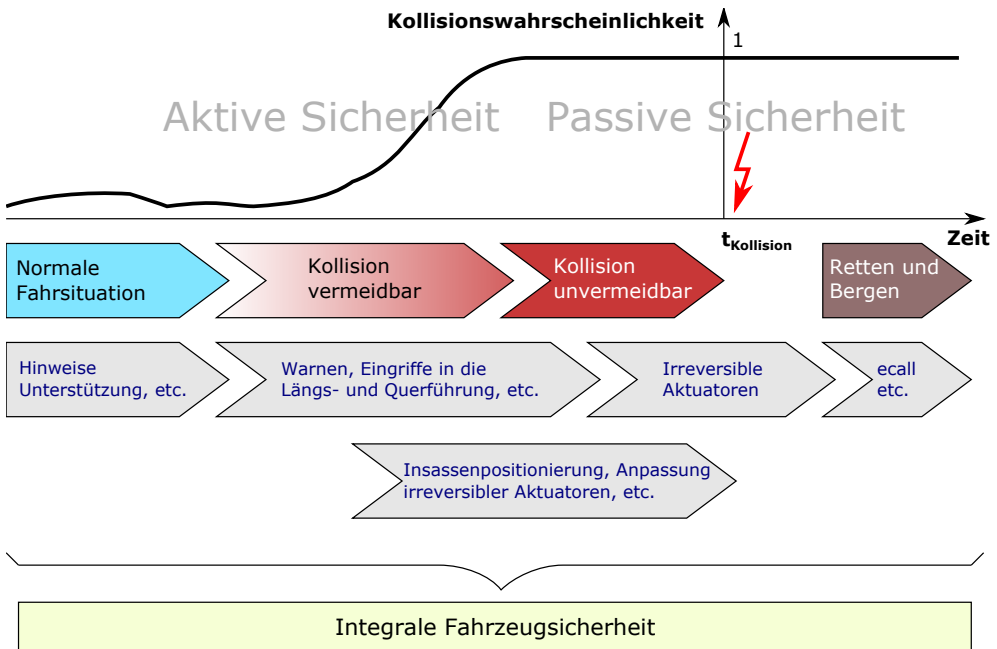 Kollisionswahrscheinlichkeit
1
Aktive Sicherheit
Passive Sicherheit
tKollision
Zeit
Normale
Fahrsituation
Kollision
vermeidbar
Kollision
unvermeidbar
Retten und
Bergen
Hinweise
Unterstützung, etc.
Warnen, Eingriffe in die
Längs- und Querführung, etc.
Irreversible
Aktuatoren
ecall
etc.
Insassenpositionierung, Anpassung
irreversibler Aktuatoren, etc.
Integrale Fahrzeugsicherheit